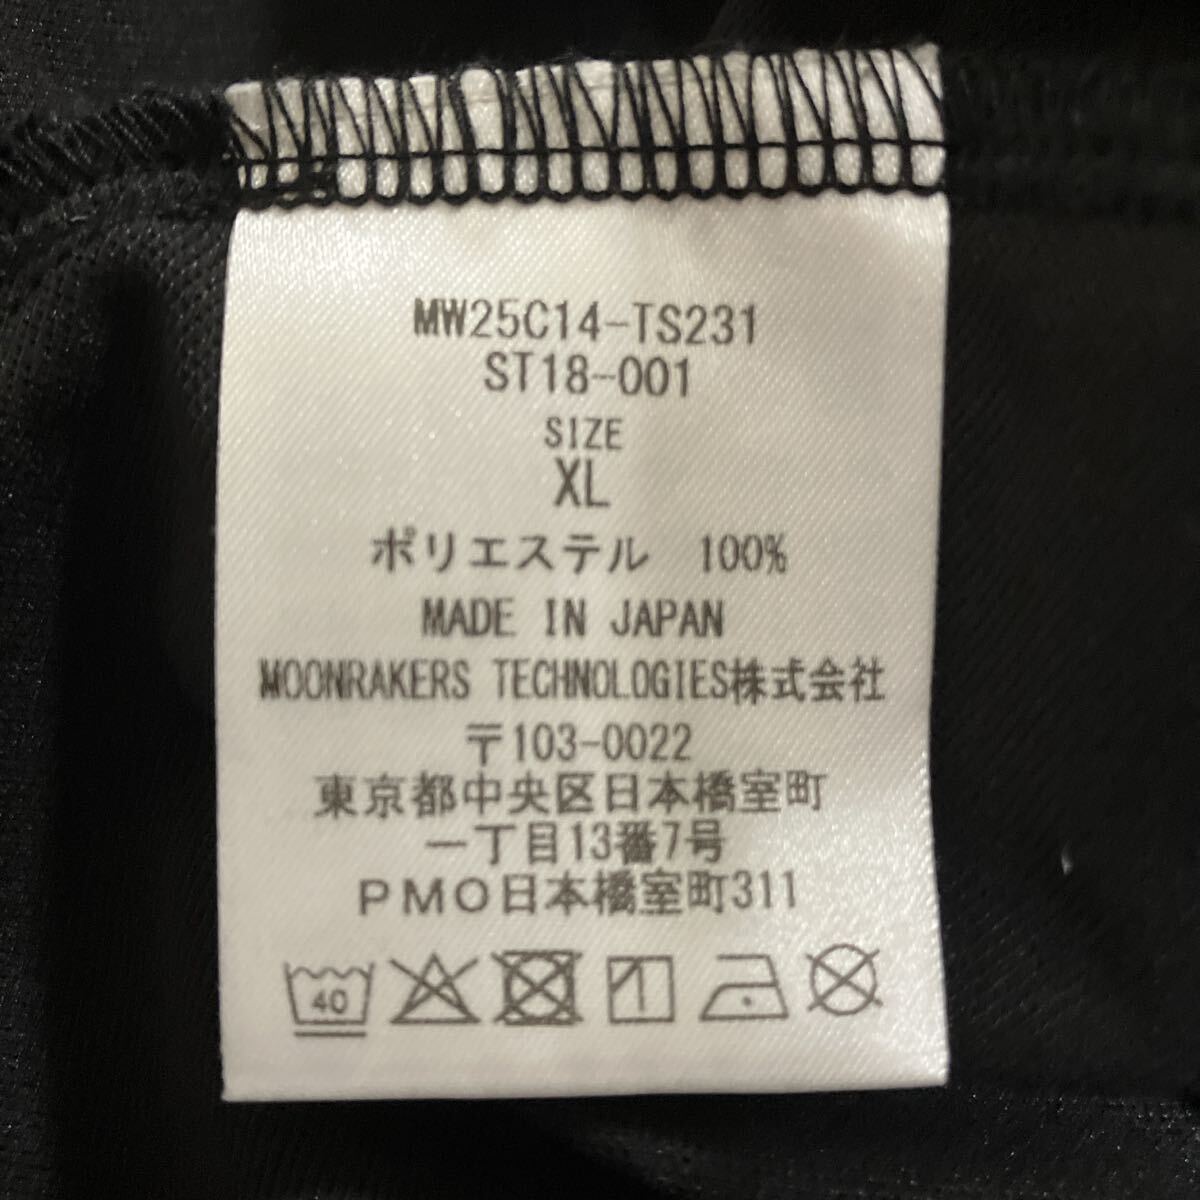 MW25C14-TS231
ST18-001
SIZE
XL
ポリエステル　100%
MADE IN JAPAN
MOONRAKERS TECHNOLOGIES株式会社
〒103-0022
東京都中央区日本橋室町
一丁目13番7号
ＰＭＯ日本橋室町311
40